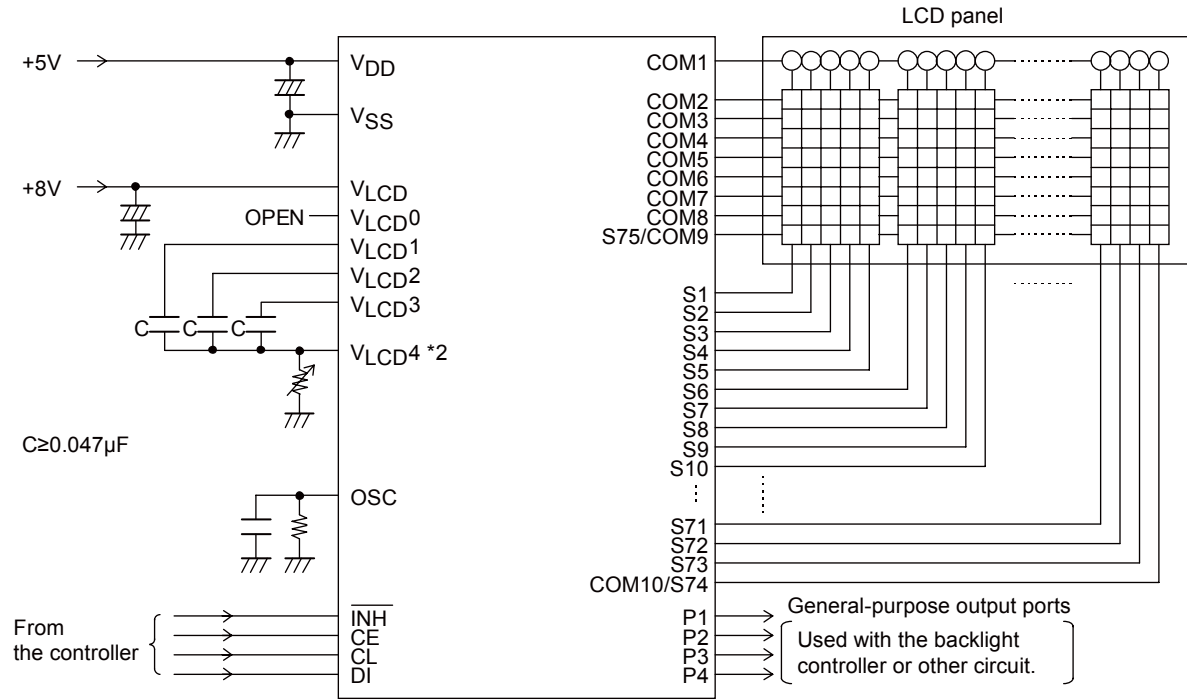 LCD panel
+5V
VDD
VSS
+8V
VLCD
OPEN
VLCD0
VLCD1
VLCD2
VLCD3
C
C
C
VLCD4 *2
C≥0.047μF
OSC
From
the controller
INH
CE
CL
DI
COM1
COM2
COM3
COM4
COM5
COM6
COM7
COM8
S75/COM9
S1
S2
S3
S4
S5
S6
S7
S8
S9
S10
S71
S72
S73
COM10/S74
P1
P2
P3
P4
General-purpose output ports
Used with the backlight
controller or other circuit.